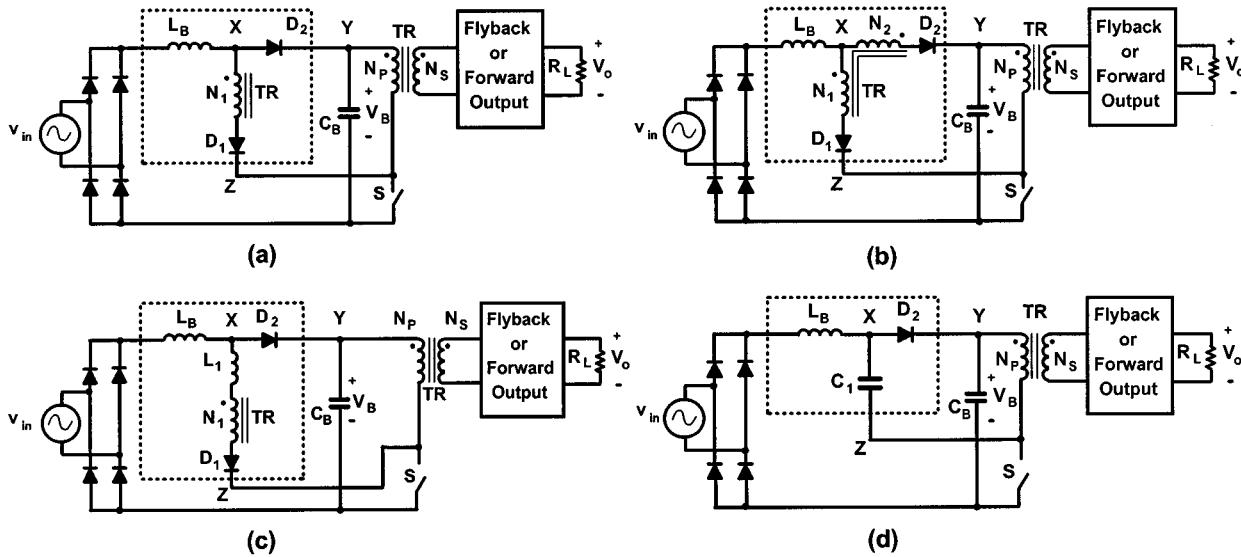 L_B X D_2 Y TR
N_1 TR N_P N_S Flyback or Forward Output R_L + V_o -
v_in D_1 C_B + V_B -
Z S
(a)
L_B X N_2 D_2 Y TR
N_1 TR N_P N_S Flyback or Forward Output R_L + V_o -
v_in D_1 C_B + V_B -
Z S
(b)
L_B X D_2 Y N_P N_S
L_1 Flyback or Forward Output R_L + V_o -
v_in N_1 TR C_B + V_B - TR
D_1
Z S
(c)
L_B X D_2 Y TR
C_1 N_P N_S Flyback or Forward Output R_L + V_o -
v_in C_B + V_B -
Z S
(d)